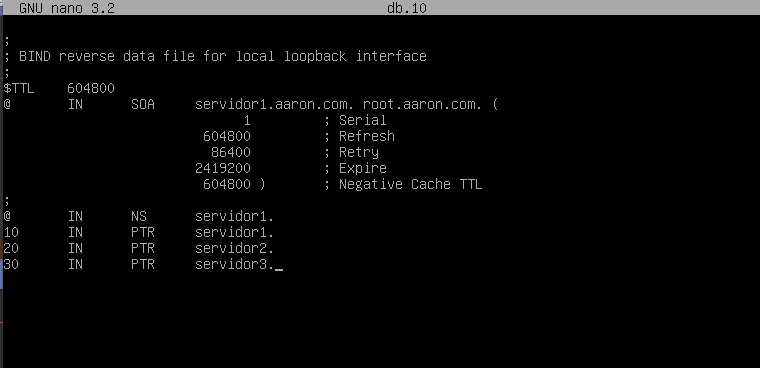 GNU nano 3.2 db.10
;
; BIND reverse data file for local loopback interface
;
$TTL 604800
@ IN SOA servidor1.aaron.com. root.aaron.com. (
1 ; Serial
604800 ; Refresh
86400 ; Retry
2419200 ; Expire
604800 ) ; Negative Cache TTL
;
@ IN NS servidor1.
10 IN PTR servidor1.
20 IN PTR servidor2.
30 IN PTR servidor3.